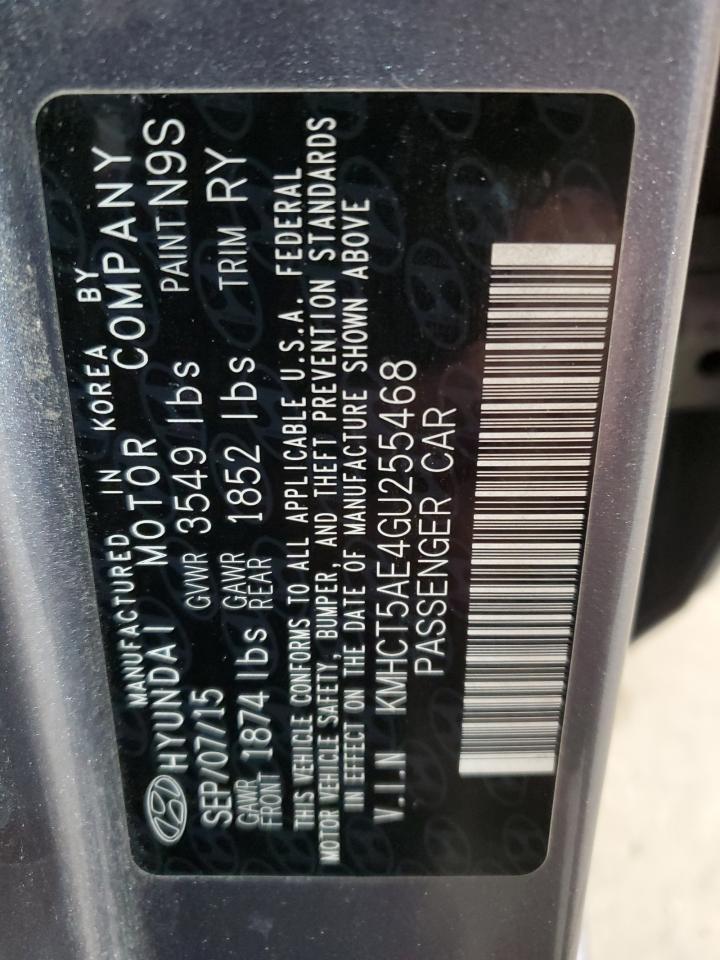 MANUFACTURED IN KOREA BY
HYUNDAI MOTOR COMPANY
SEP/07/15 GVWR 3549 lbs PAINT N9S
GAWR FRONT 1874 lbs GAWR REAR 1852 lbs TRIM RY
THIS VEHICLE CONFORMS TO ALL APPLICABLE U.S.A. FEDERAL
MOTOR VEHICLE SAFETY, BUMPER, AND THEFT PREVENTION STANDARDS
IN EFFECT ON THE DATE OF MANUFACTURE SHOWN ABOVE
V.I.N KMHCT5AE4GU255468
PASSENGER CAR